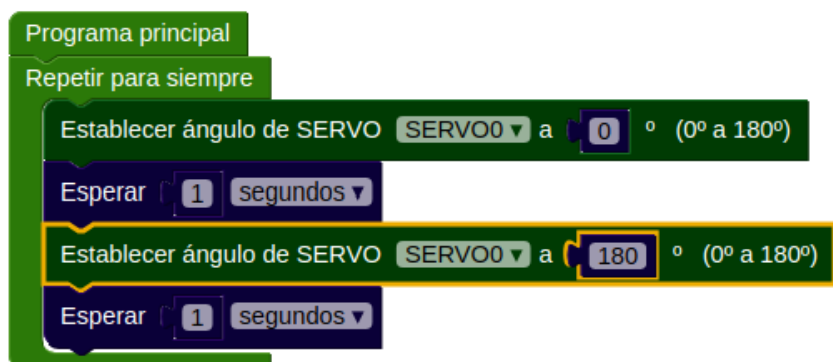 Programa principal
Repetir para siempre
Establecer ángulo de SERVO SERVO0 a 0 º (0º a 180º)
Esperar 1 segundos
Establecer ángulo de SERVO SERVO0 a 180 º (0º a 180º)
Esperar 1 segundos